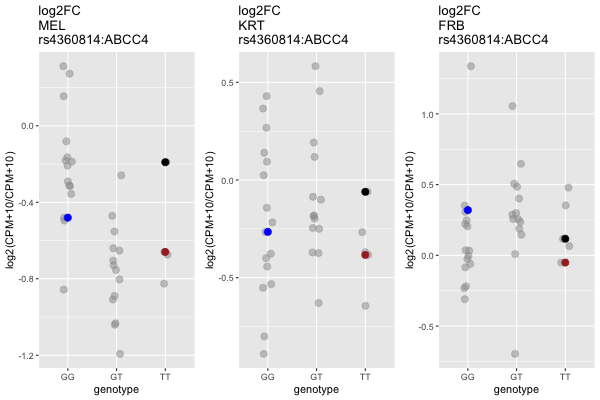 log2FC
MEL
rs4360814:ABCC4
log2(CPM+10/CPM+10)
0.0
-0.4
-0.8
-1.2
GG
GT
TT
genotype
log2FC
KRT
rs4360814:ABCC4
log2(CPM+10/CPM+10)
0.5
0.0
-0.5
GG
GT
TT
genotype
log2FC
FRB
rs4360814:ABCC4
log2(CPM+10/CPM+10)
1.0
0.5
0.0
-0.5
GG
GT
TT
genotype